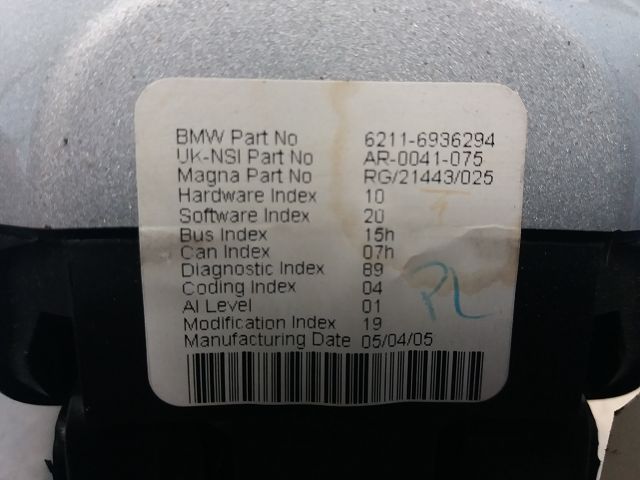 BMW Part No 6211-6936294
UK-NSI Part No AR-0041-075
Magna Part No RG/21443/025
Hardware Index 10
Software Index 20
Bus Index 15h
Can Index 07h
Diagnostic Index 89
Coding Index 04
AI Level 01
Modification Index 19
Manufacturing Date 05/04/05
PL